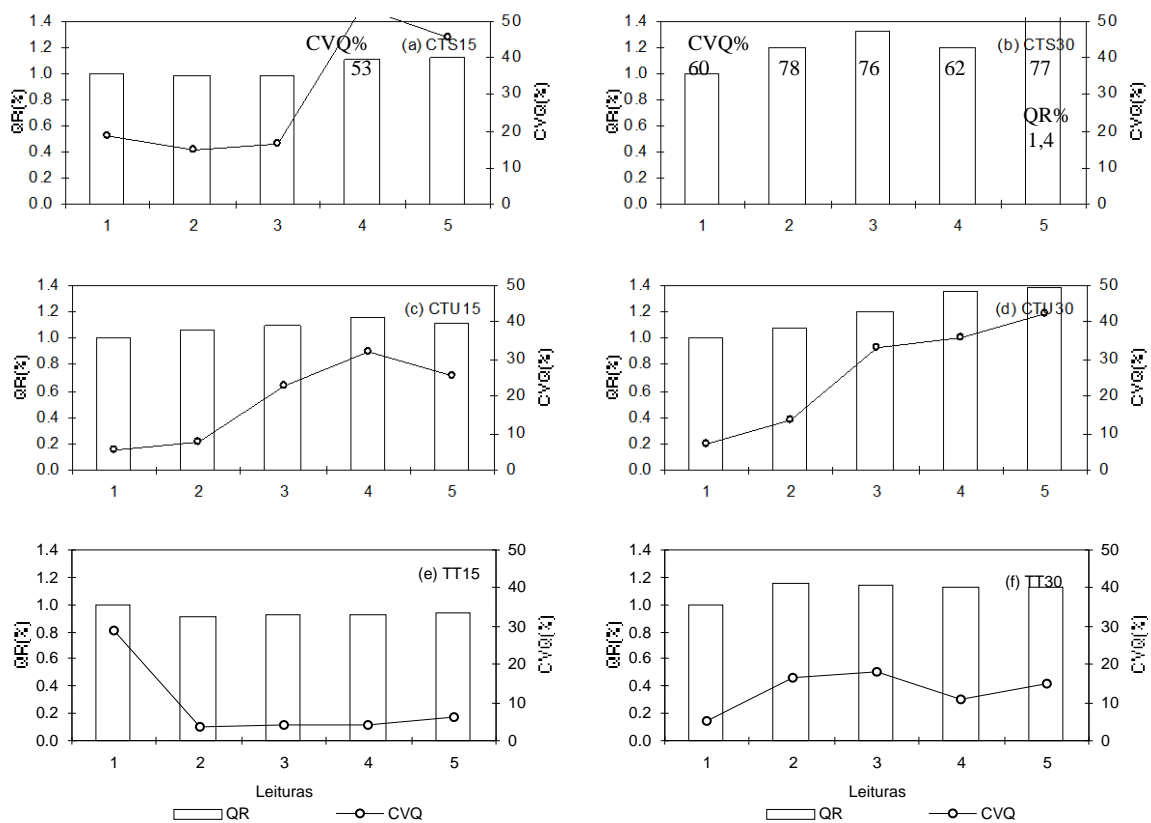 1.4
1.2
1.0
0.8
0.6
0.4
0.2
0.0
QR(%)
CVQ%
53
(a) CTS15
50
40
30
20
10
0
CVQ(%)
1 2 3 4 5
1.4
1.2
1.0
0.8
0.6
0.4
0.2
0.0
QR(%)
CVQ%
60 78 76 62 77
(b) CTS30
QR%
1,4
50
40
30
20
10
0
CVQ(%)
1 2 3 4 5
1.4
1.2
1.0
0.8
0.6
0.4
0.2
0.0
QR(%)
(c) CTU15
50
40
30
20
10
0
CVQ(%)
1 2 3 4 5
1.4
1.2
1.0
0.8
0.6
0.4
0.2
0.0
QR(%)
(d) CTU30
50
40
30
20
10
0
CVQ(%)
1 2 3 4 5
1.4
1.2
1.0
0.8
0.6
0.4
0.2
0.0
QR(%)
(e) TT15
50
40
30
20
10
0
CVQ(%)
1 2 3 4 5
Leituras
QR CVQ
1.4
1.2
1.0
0.8
0.6
0.4
0.2
0.0
QR(%)
(f) TT30
50
40
30
20
10
0
CVQ(%)
1 2 3 4 5
Leituras
QR CVQ